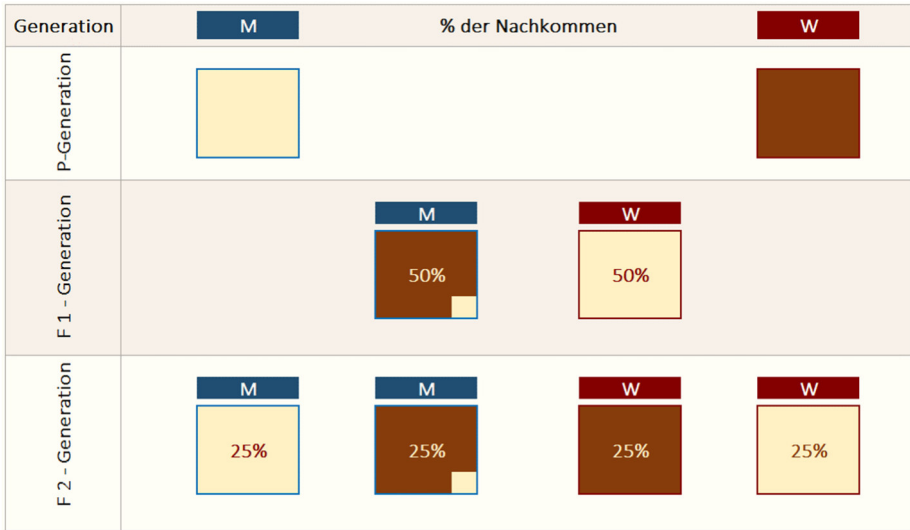 Generation M % der Nachkommen W
P-Generation
F 1 - Generation
M W
50% 50%
F 2 - Generation
M M W W
25% 25% 25% 25%